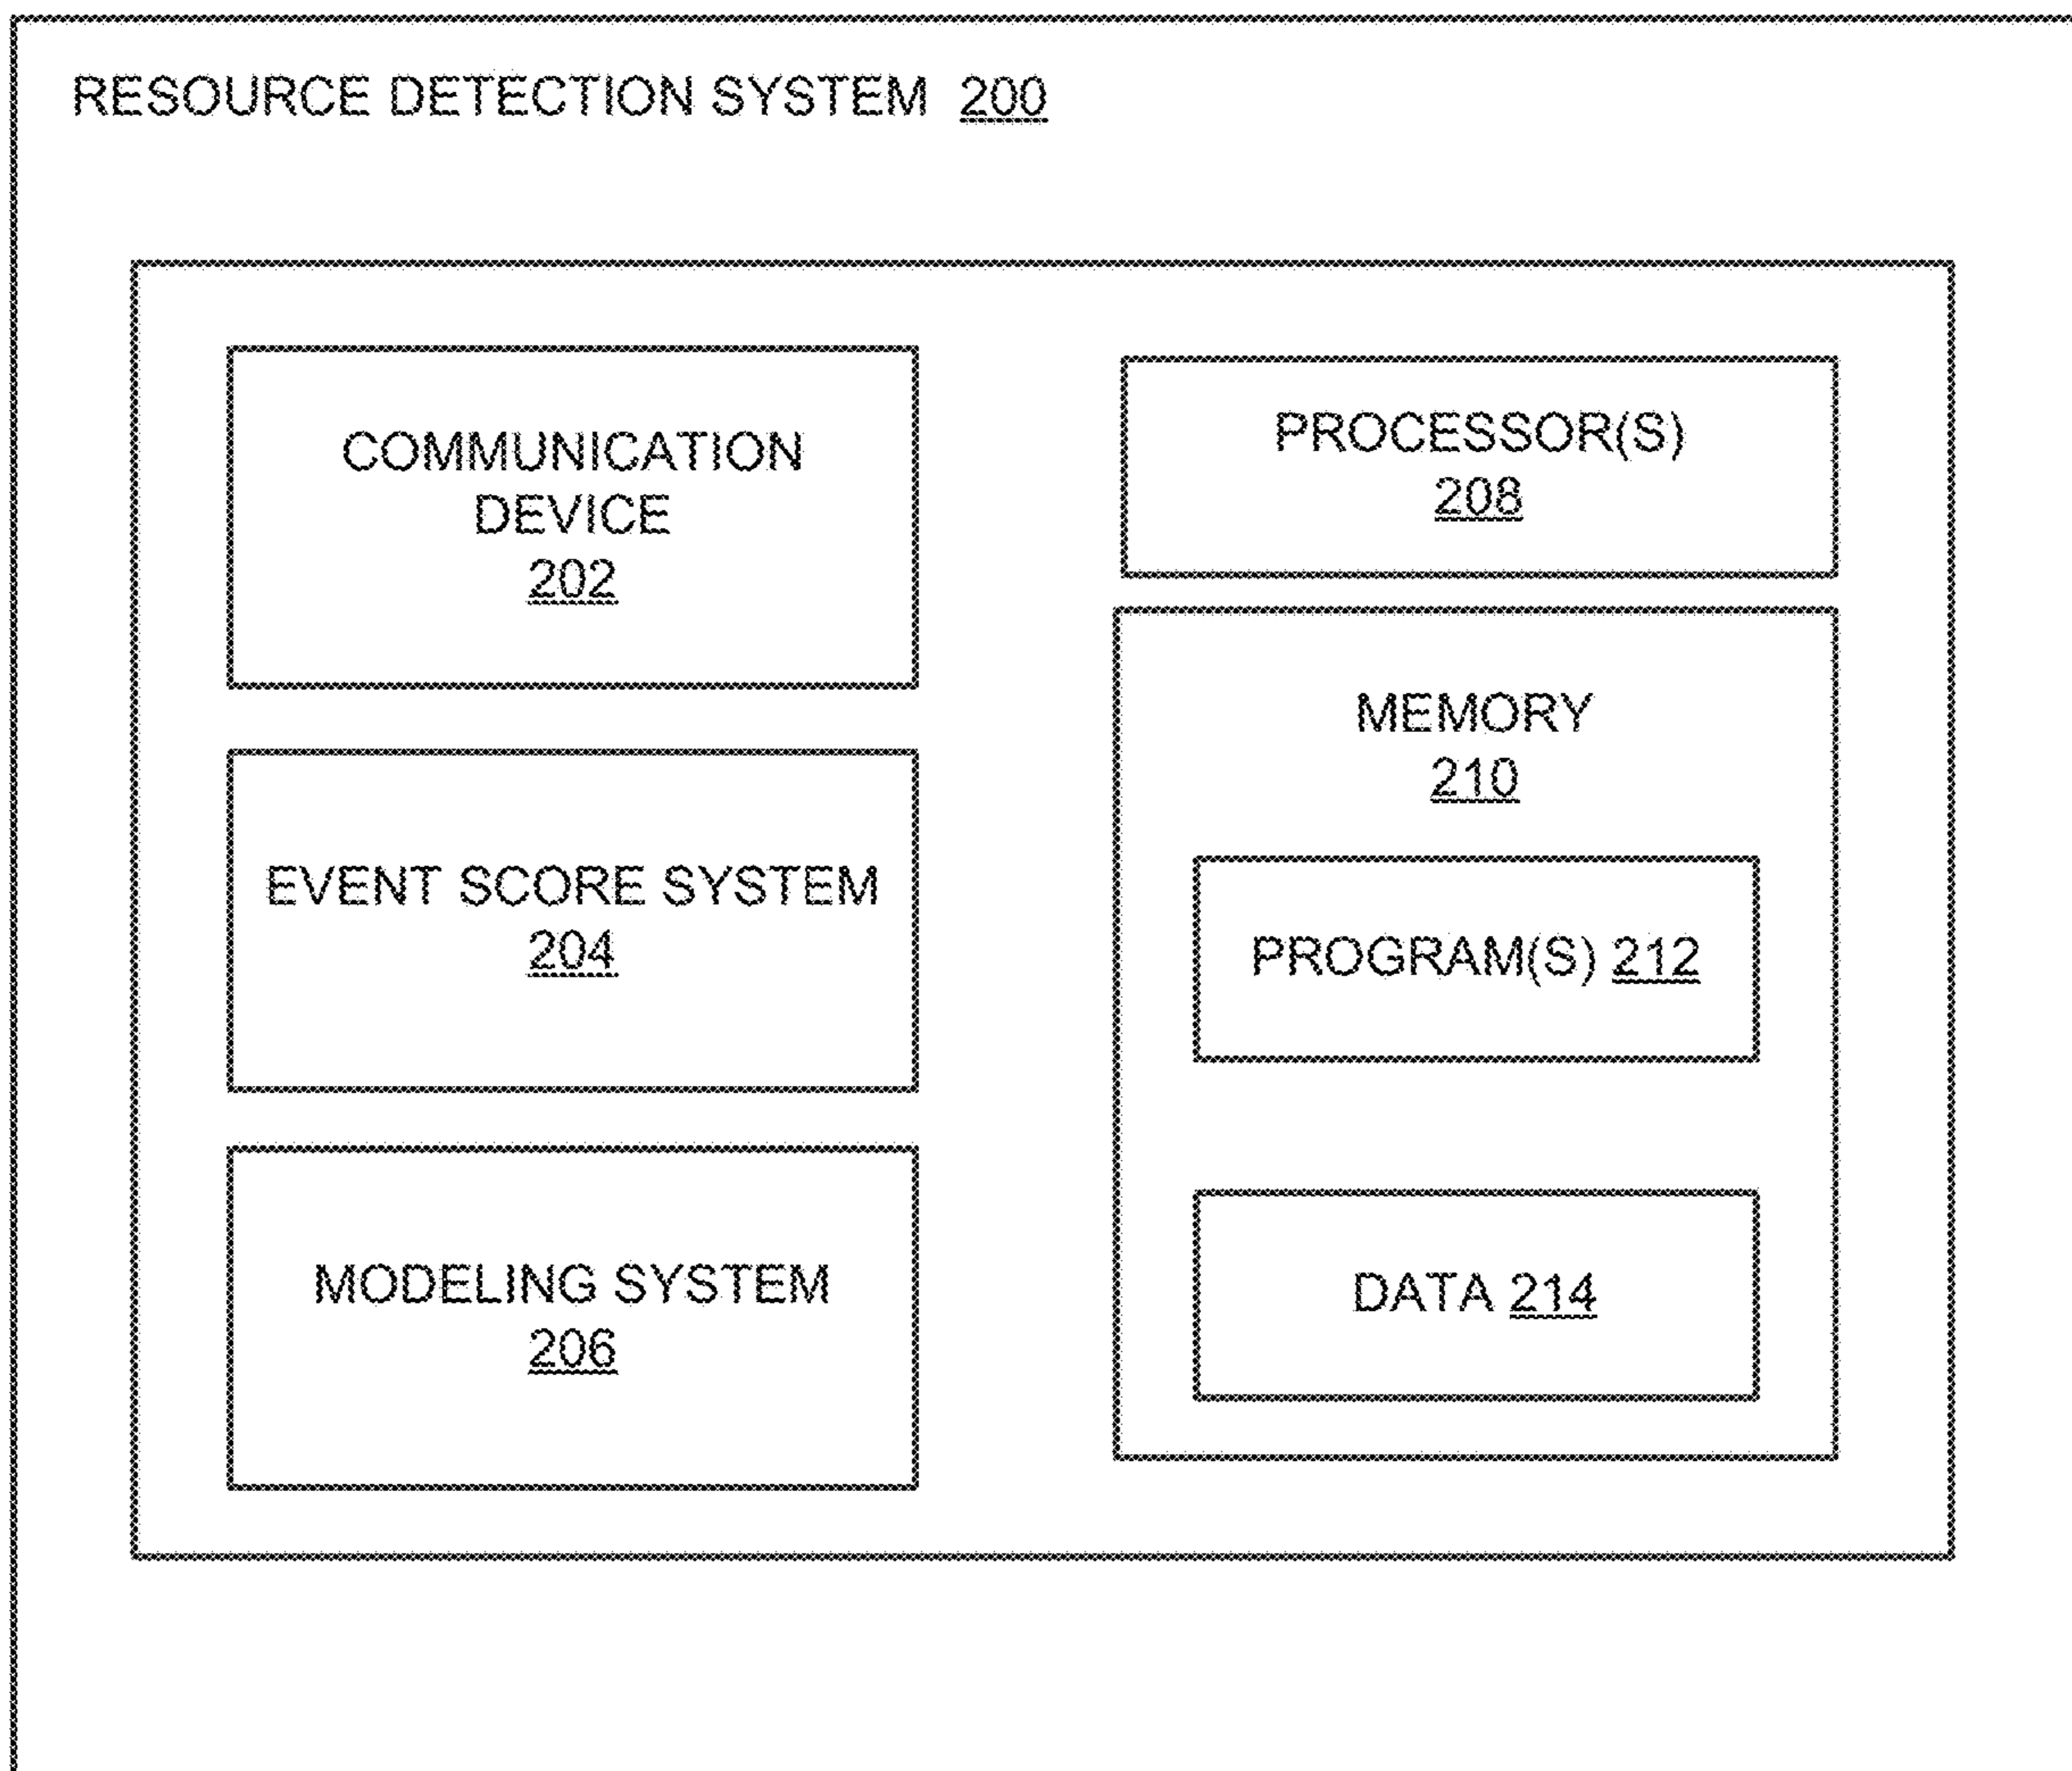 RESOURCE DETECTION SYSTEM 200
COMMUNICATION
DEVICE
202
EVENT SCORE SYSTEM
204
MODELING SYSTEM
206
PROCESSOR(S)
208
MEMORY
210
PROGRAM(S) 212
DATA 214